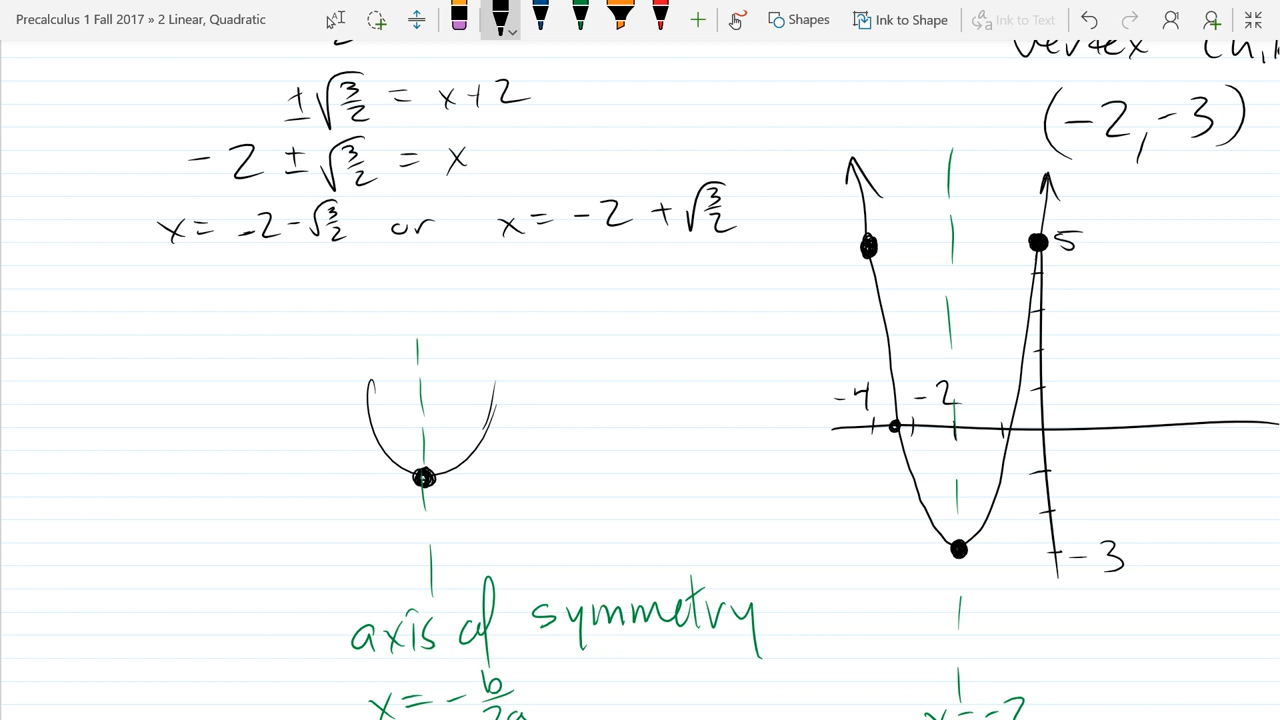 Precalculus 1 Fall 2017 » 2 Linear, Quadratic
Shapes
Ink to Shape
Ink to Text
vertex (h,k
±√(3/2) = x+2
(-2,-3)
-2 ±√(3/2) = x
x = -2-√(3/2) or x = -2 + √(3/2)
5
-4 -2
-3
axis of symmetry
x = - b/2a
x = -2